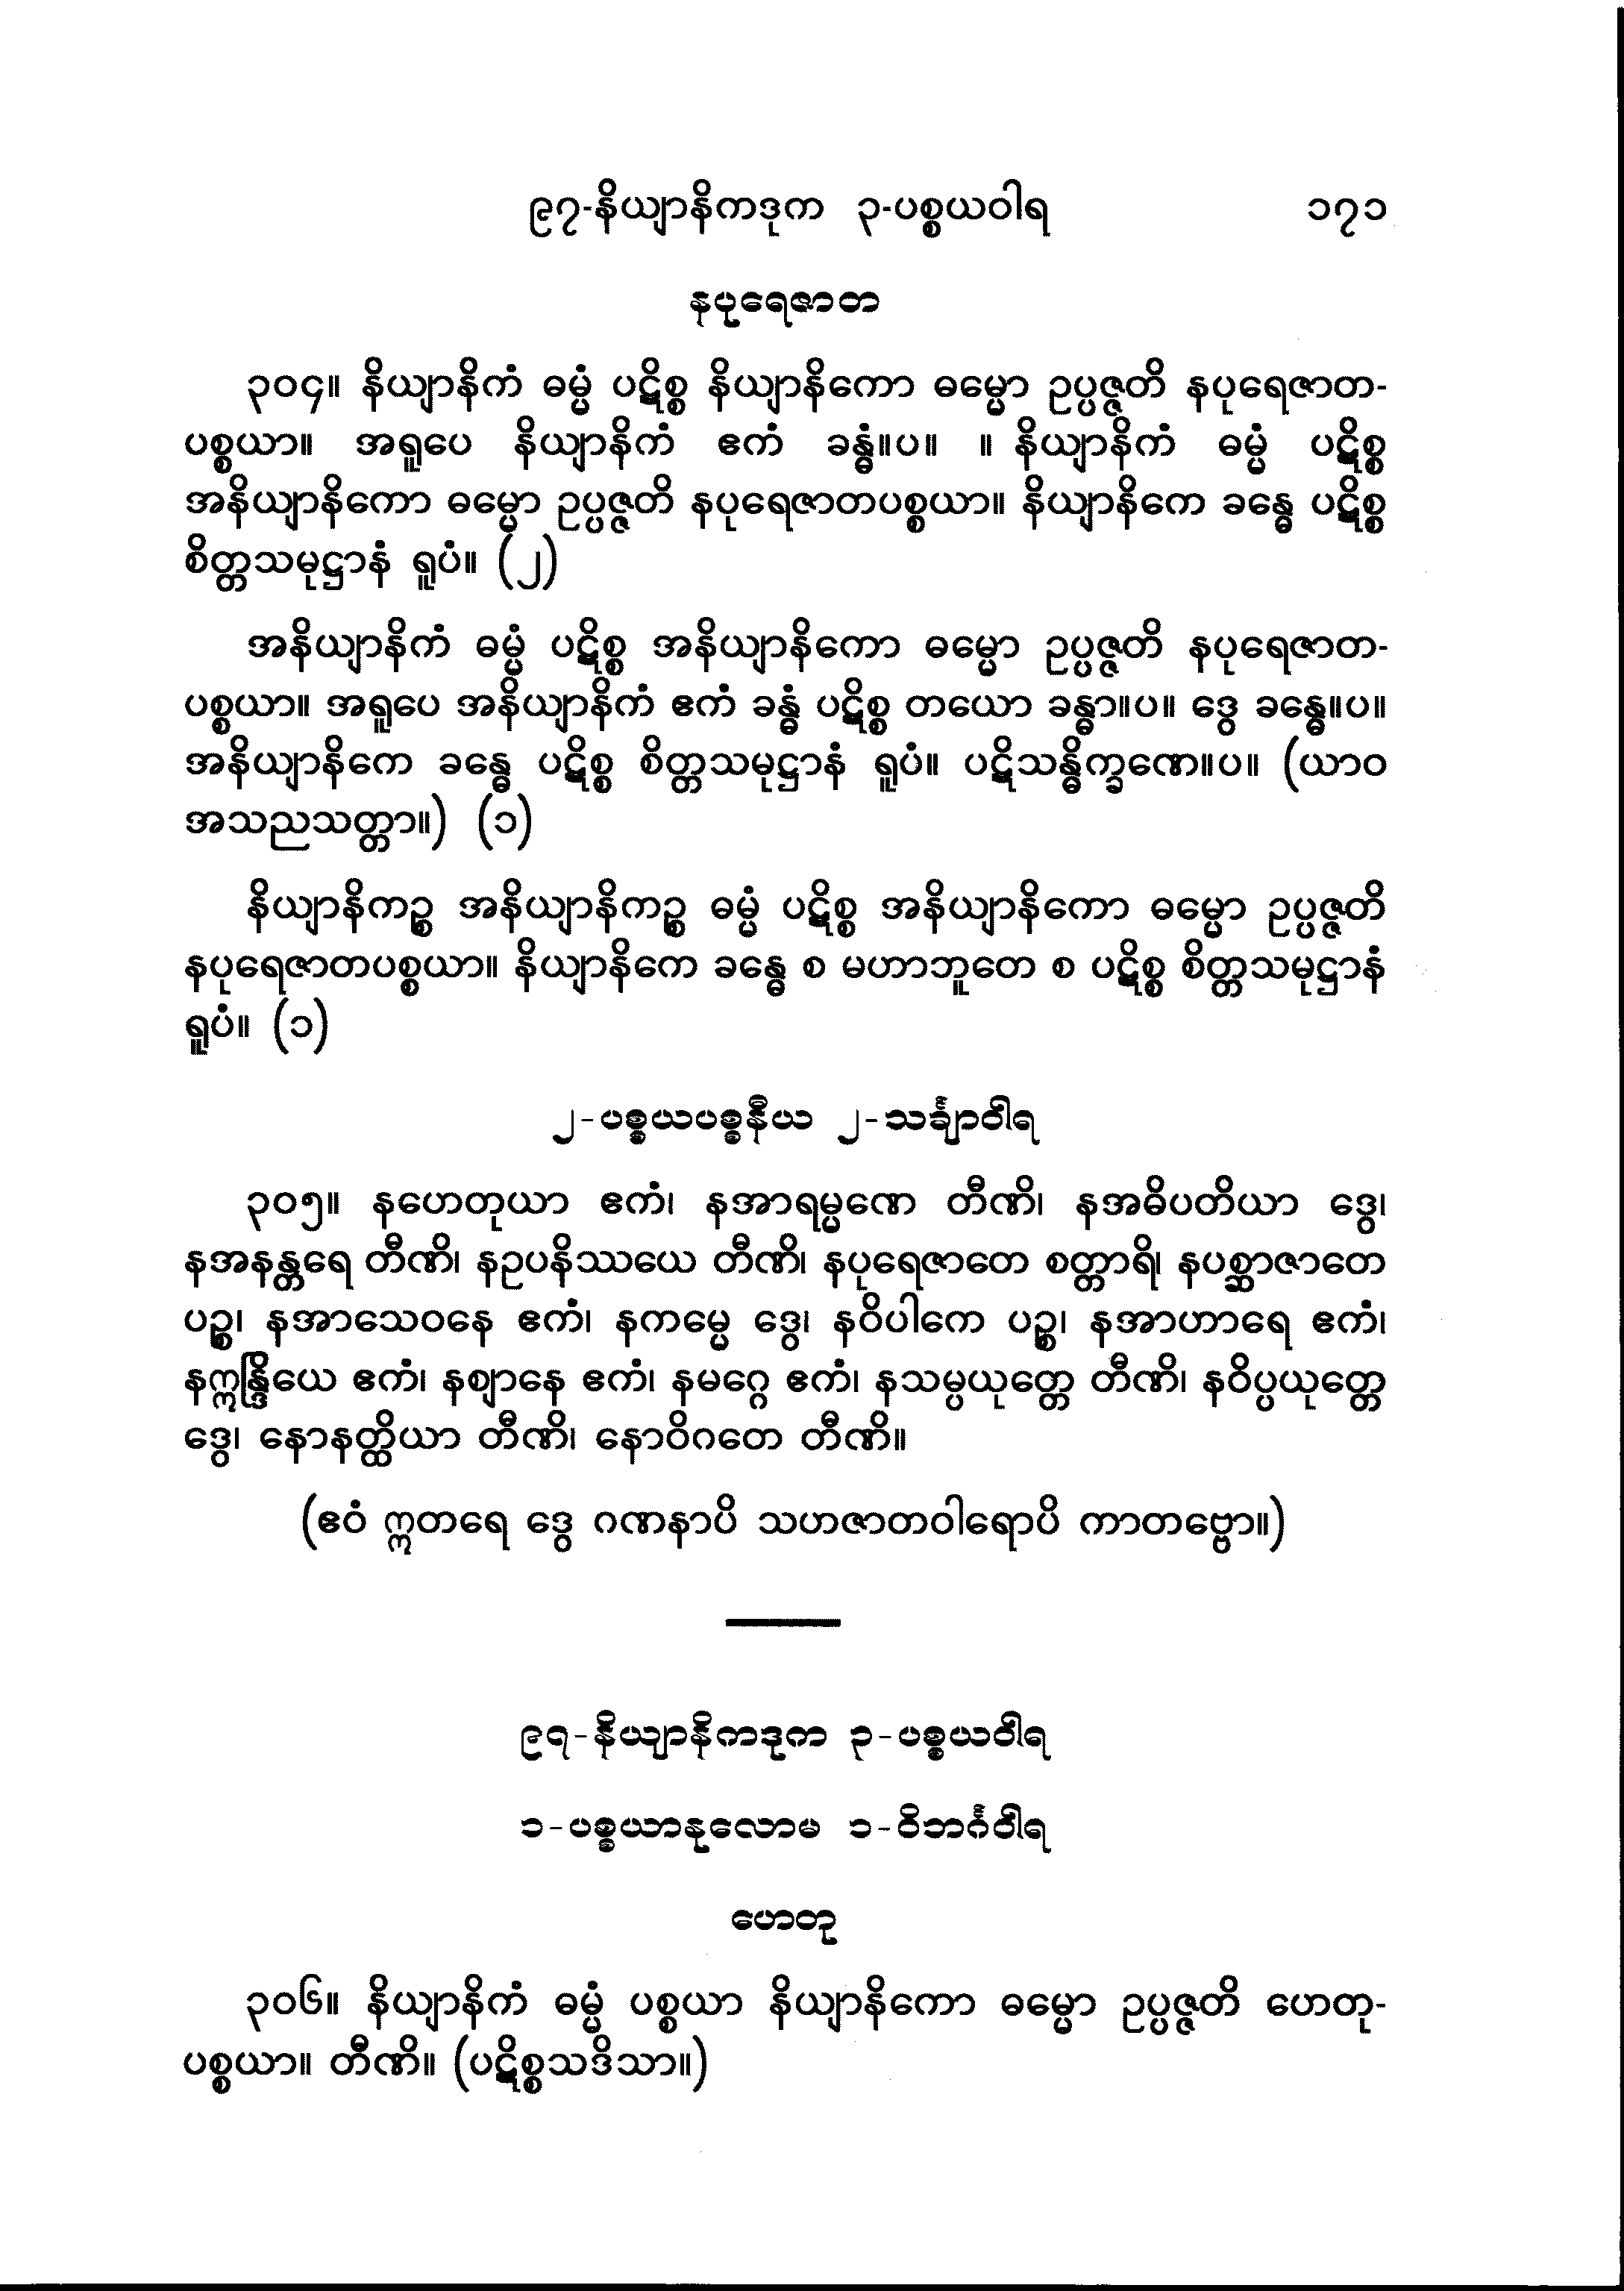 ၉၇-နိယျာနိကဒုက ၃-ပစ္စယဝါရ ၁၇၁
နပုရေဇာတ
၃၀၄။ နိယျာနိကံ ဓမ္မံ ပဋိစ္စ နိယျာနိကော ဓမ္မော ဥပ္ပဇ္ဇတိ နပုရေဇာတ-
ပစ္စယာ။ အရူပေ နိယျာနိကံ ဧကံ ခန္ဓံ။ပ။ ။ နိယျာနိကံ ဓမ္မံ ပဋိစ္စ
အနိယျာနိကော ဓမ္မော ဥပ္ပဇ္ဇတိ နပုရေဇာတပစ္စယာ။ နိယျာနိကေ ခန္ဓေ ပဋိစ္စ
စိတ္တသမုဋ္ဌာနံ ရူပံ။ (၂)
အနိယျာနိကံ ဓမ္မံ ပဋိစ္စ အနိယျာနိကော ဓမ္မော ဥပ္ပဇ္ဇတိ နပုရေဇာတ-
ပစ္စယာ။ အရူပေ အနိယျာနိကံ ဧကံ ခန္ဓံ ပဋိစ္စ တယော ခန္ဓာ။ပ။ ဒွေ ခန္ဓေ။ပ။
အနိယျာနိကေ ခန္ဓေ ပဋိစ္စ စိတ္တသမုဋ္ဌာနံ ရူပံ။ ပဋိသန္ဓိက္ခဏေ။ပ။ (ယာဝ
အသညသတ္တာ။) (၁)
နိယျာနိကဉ္စ အနိယျာနိကဉ္စ ဓမ္မံ ပဋိစ္စ အနိယျာနိကော ဓမ္မော ဥပ္ပဇ္ဇတိ
နပုရေဇာတပစ္စယာ။ နိယျာနိကေ ခန္ဓေ စ မဟာဘူတေ စ ပဋိစ္စ စိတ္တသမုဋ္ဌာနံ
ရူပံ။ (၁)
၂-ပစ္စယပစ္စနီယ ၂-သင်္ချာဝါရ
၃၀၅။ နဟေတုယာ ဧကံ၊ နအာရမ္မဏေ တီဏိ၊ နအဓိပတိယာ ဒွေ၊
နအနန္တရေ တီဏိ၊ နဥပနိဿယေ တီဏိ၊ နပုရေဇာတေ စတ္တာရိ၊ နပစ္ဆာဇာတေ
ပဉ္စ၊ နအာသေဝနေ ဧကံ၊ နကမ္မေ ဒွေ၊ နဝိပါကေ ပဉ္စ၊ နအာဟာရေ ဧကံ၊
နဣန္ဒြိယေ ဧကံ၊ နဈာနေ ဧကံ၊ နမဂ္ဂေ ဧကံ၊ နသမ္ပယုတ္တေ တီဏိ၊ နဝိပ္ပယုတ္တေ
ဒွေ၊ နောနတ္ထိယာ တီဏိ၊ နောဝိဂတေ တီဏိ။
(ဧဝံ ဣတရေ ဒွေ ဂဏနာပိ သဟဇာတဝါရောပိ ကာတဗ္ဗော။)
၉၇-နိယျာနိကဒုက ၃-ပစ္စယဝါရ
၁-ပစ္စယာနုလောမ ၁-ဝိဘင်္ဂဝါရ
ဟေတု
၃၀၆။ နိယျာနိကံ ဓမ္မံ ပစ္စယာ နိယျာနိကော ဓမ္မော ဥပ္ပဇ္ဇတိ ဟေတု-
ပစ္စယာ။ တီဏိ။ (ပဋိစ္စသဒိသာ။)